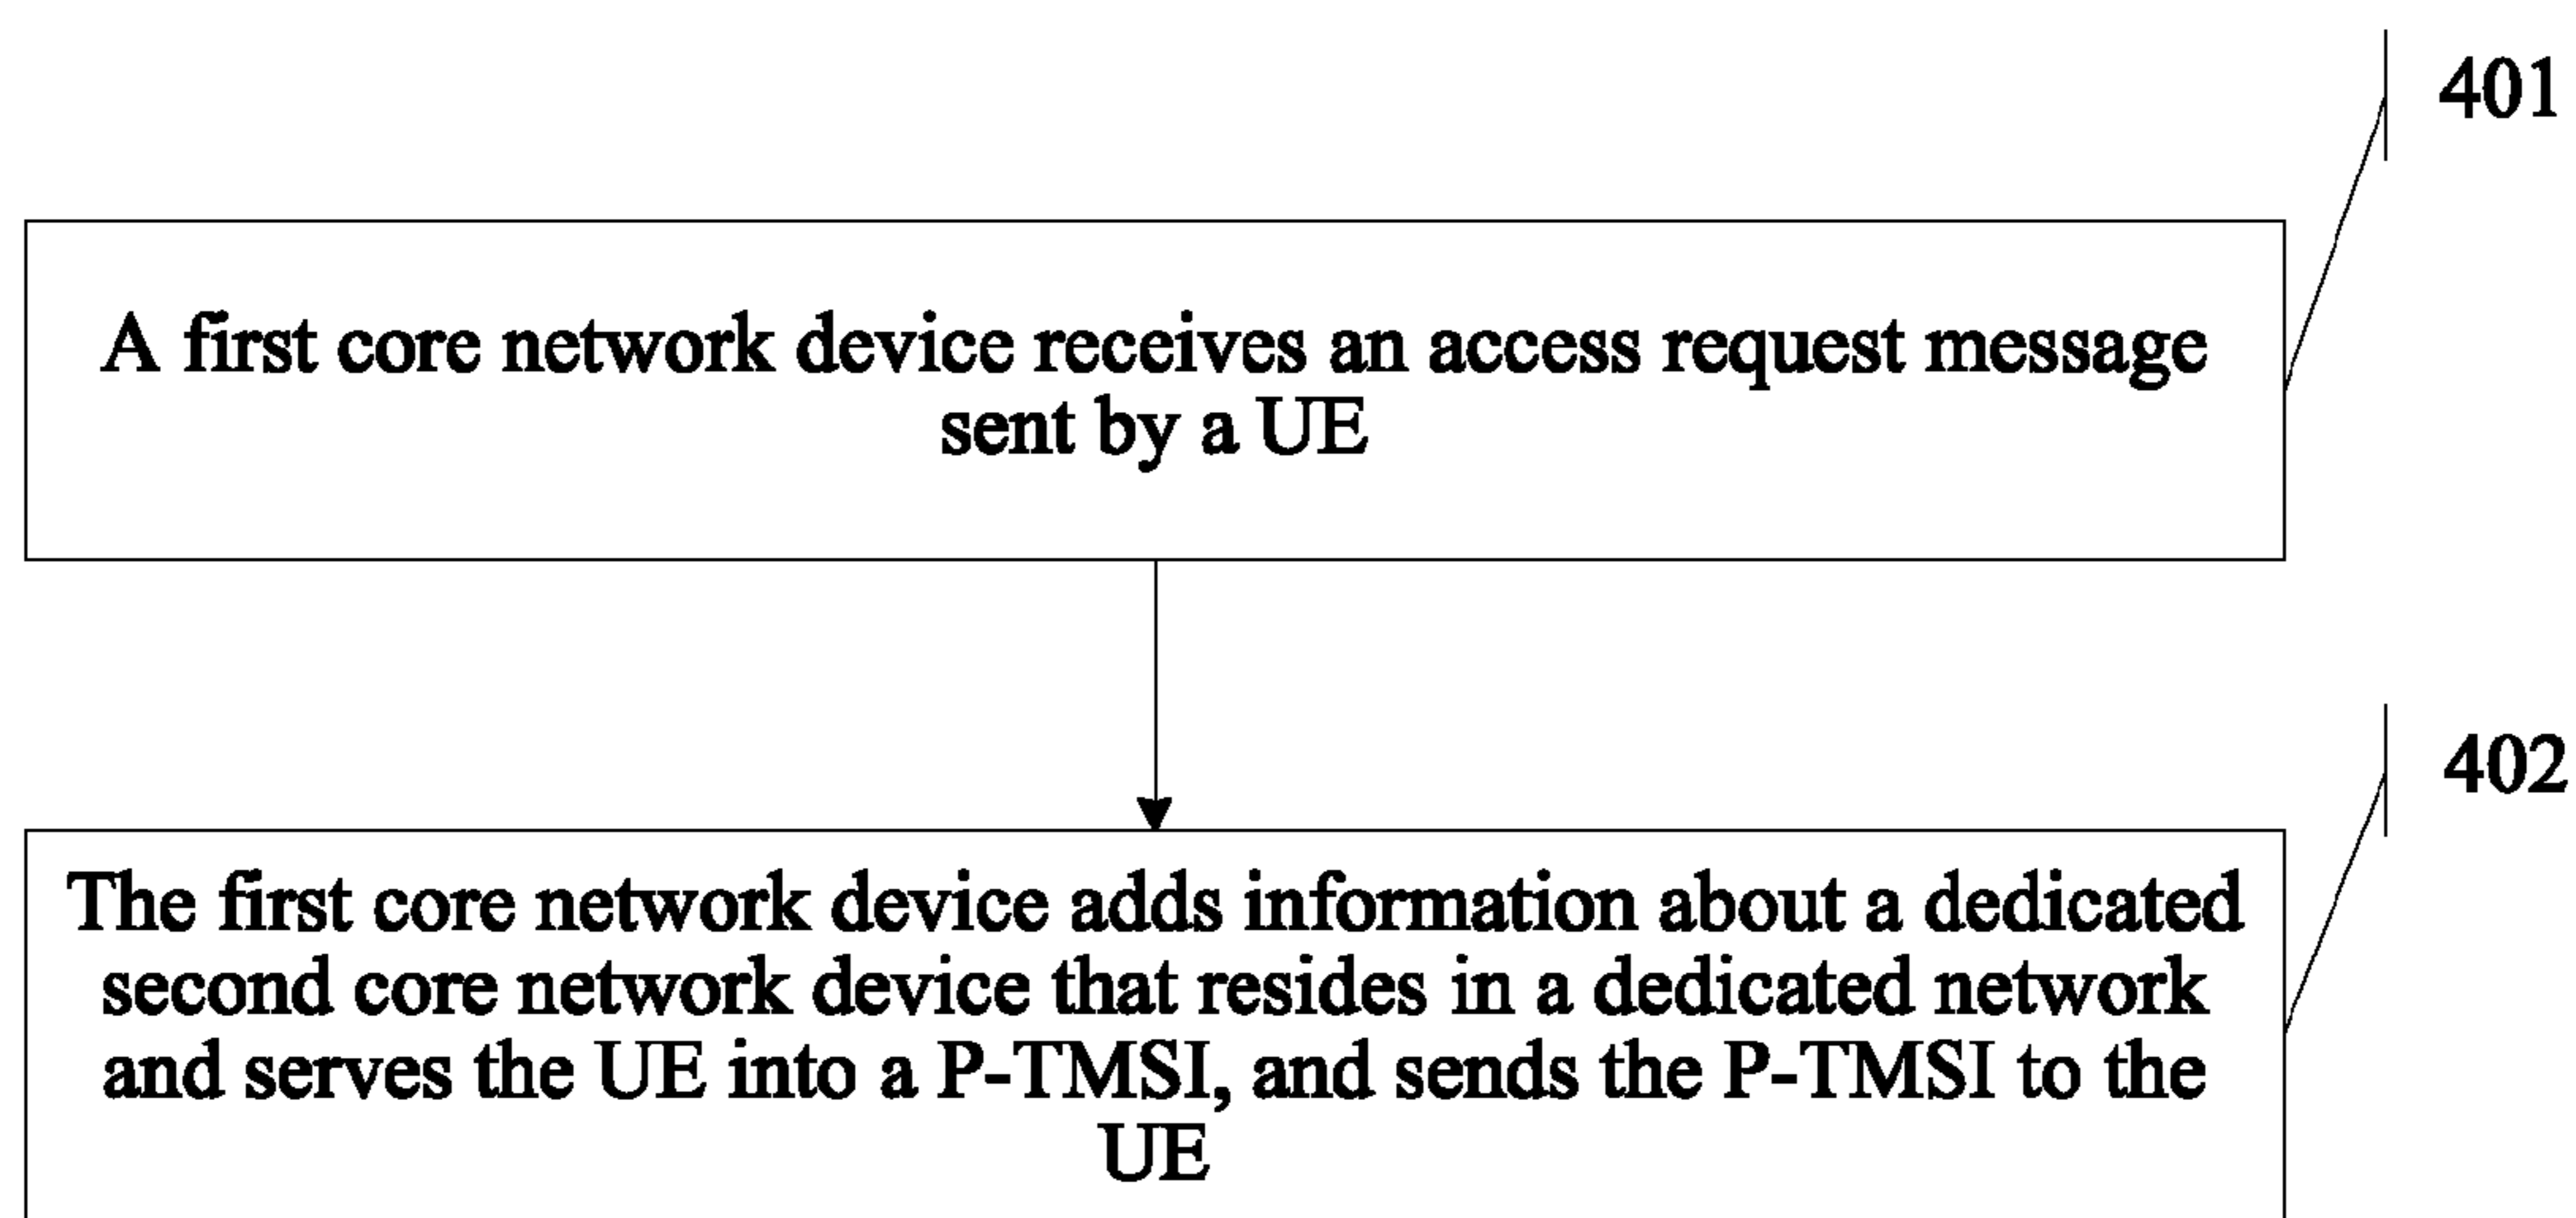 401
A first core network device receives an access request message
sent by a UE
402
The first core network device adds information about a dedicated
second core network device that resides in a dedicated network
and serves the UE into a P-TMSI, and sends the P-TMSI to the
UE